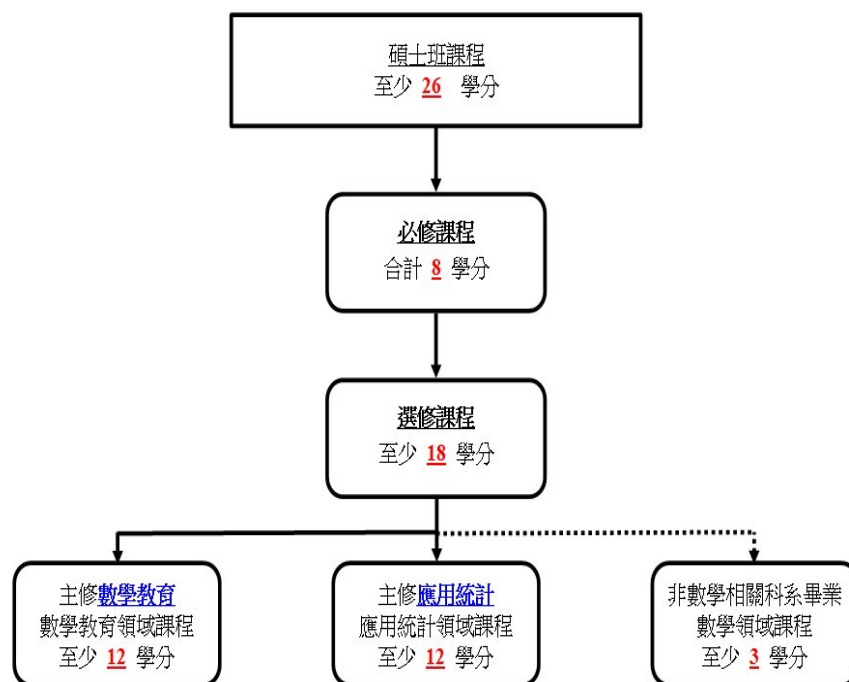 碩士班課程
至少 26 學分
必修課程
合計 8 學分
選修課程
至少 18 學分
主修數學教育
數學教育領域課程
至少 12 學分
主修應用統計
應用統計領域課程
至少 12 學分
非數學相關科系畢業
數學領域課程
至少 3 學分